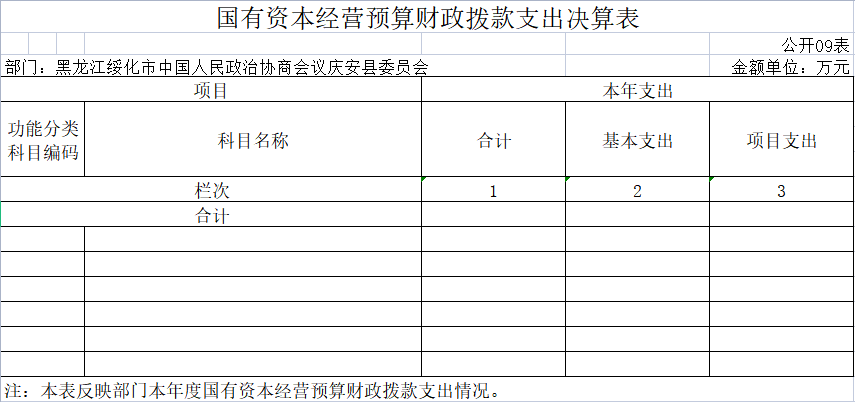 国有资本经营预算财政拨款支出决算表
公开09表
部门：黑龙江绥化市中国人民政治协商会议庆安县委员会 金额单位：万元
项目 本年支出
功能分类
科目编码 科目名称 合计 基本支出 项目支出
栏次 1 2 3
合计
注：本表反映部门本年度国有资本经营预算财政拨款支出情况。